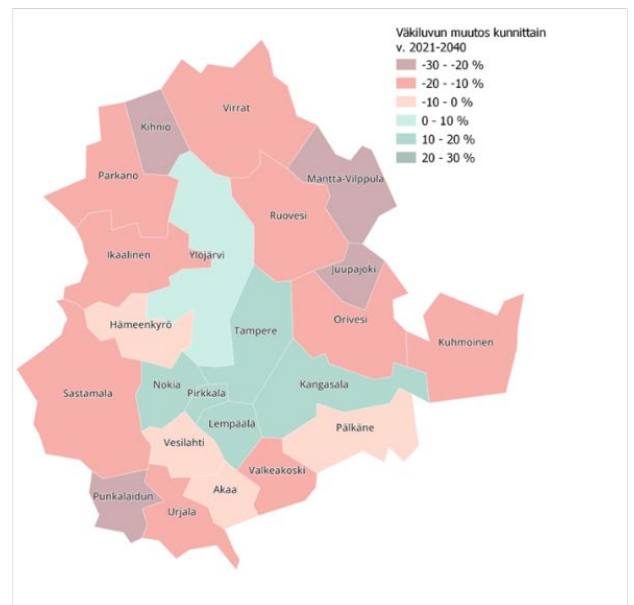 Väkiluvun muutos kunnittain
v. 2021-2040
-30 - -20 %
-20 - -10 %
-10 - 0 %
0 - 10 %
10 - 20 %
20 - 30 %
Virrat
Kihniö
Parkano
Mänttä-Vilppula
Ruovesi
Ikaalinen
Ylöjärvi
Juupajoki
Orivesi
Hämeenkyrö
Tampere
Kuhmoinen
Nokia
Pirkkala
Kangasala
Sastamala
Lempäälä
Pälkäne
Vesilahti
Valkeakoski
Akaa
Punkalaidun
Urjala